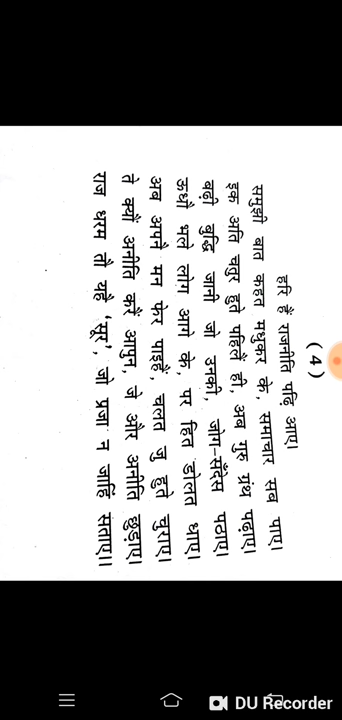 (4)
हरि हैं राजनीति पढ़ि आए।
समुझी बात कहत मधुकर के, समाचार सब पाए।
इक अति चतुर हुते पहिलैं ही, अब गुरु ग्रंथ पढ़ाए।
बढ़ी बुद्धि जानी जो उनकी, जोग-सँदेस पठाए।
ऊधौ भले लोग आगे के, पर हित डोलत धाए।
अब अपनै मन फेर पाइहैं, चलत जु हुते चुराए।
ते क्यौं अनीति करैं आपुन, जे और अनीति छुड़ाए।
राज धरम तौ यहै 'सूर', जो प्रजा न जाहिं सताए॥
DU Recorder